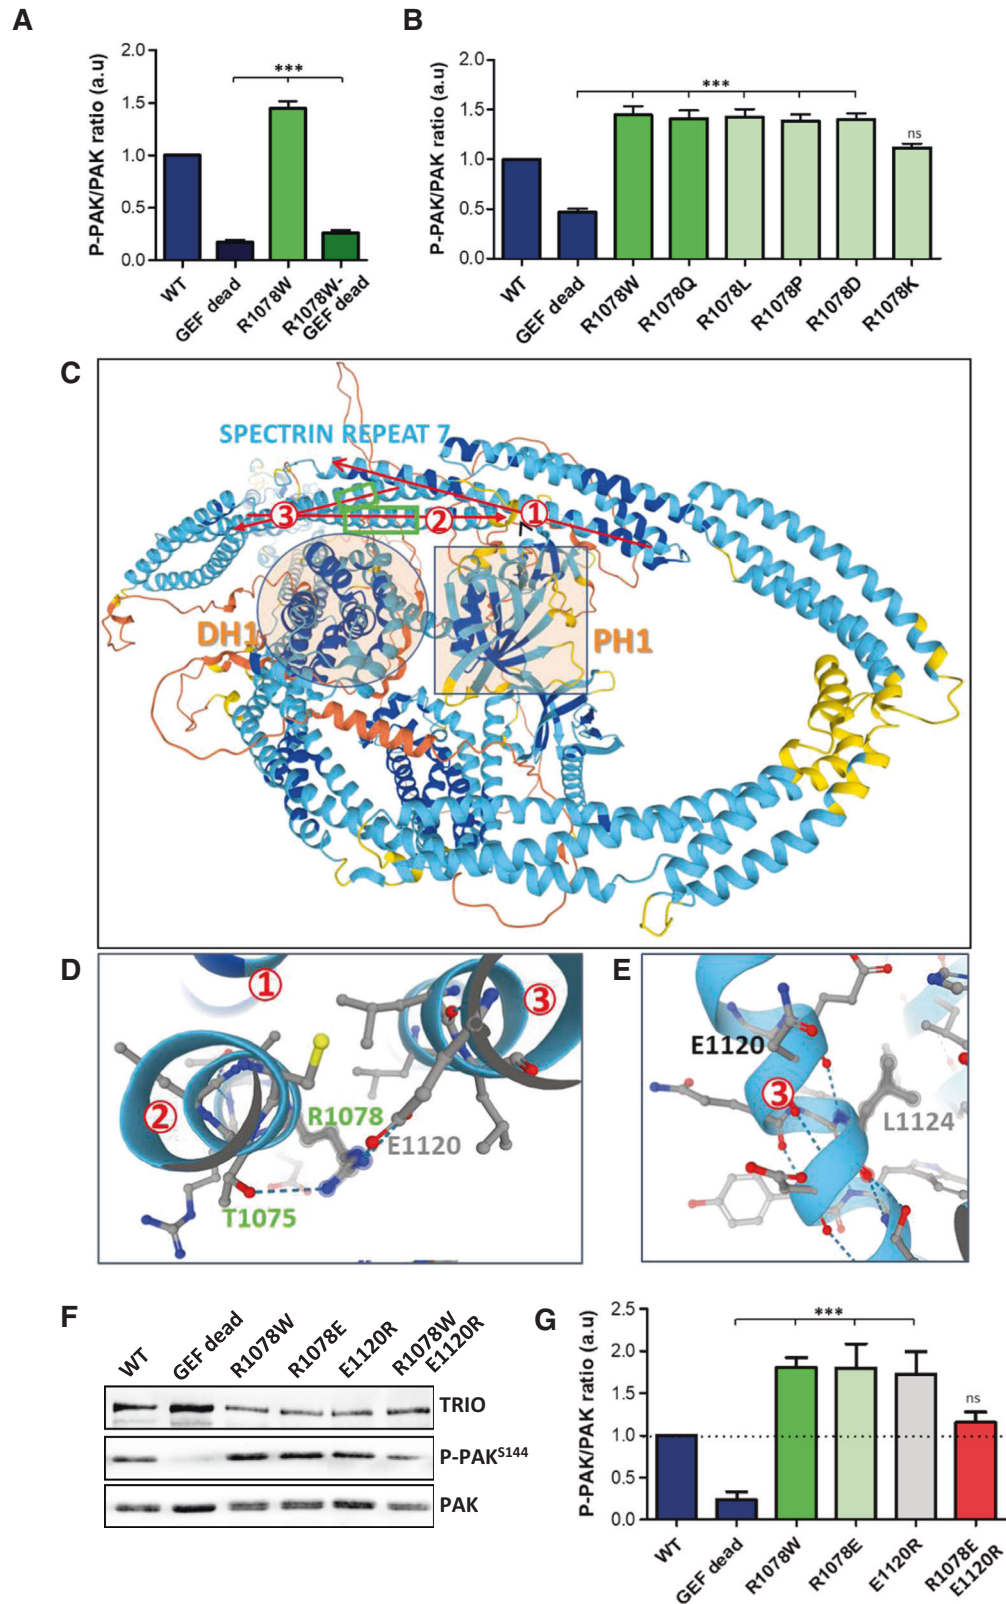 A
P-PAK/PAK ratio (a.u)
2.0
1.5
1.0
0.5
0.0
***
WT
GEF dead
R1078W
R1078W-
GEF dead
B
P-PAK/PAK ratio (a.u)
2.0
1.5
1.0
0.5
0.0
***
ns
WT
GEF dead
R1078W
R1078Q
R1078L
R1078P
R1078D
R1078K
C
SPECTRIN REPEAT 7
3
2
1
DH1
PH1
D
1
3
2
R1078
E1120
T1075
E
E1120
3
L1124
F
WT
GEF dead
R1078W
R1078E
E1120R
R1078W
E1120R
TRIO
P-PAKS144
PAK
G
P-PAK/PAK ratio (a.u)
2.5
2.0
1.5
1.0
0.5
0.0
***
ns
WT
GEF dead
R1078W
R1078E
E1120R
R1078E
E1120R